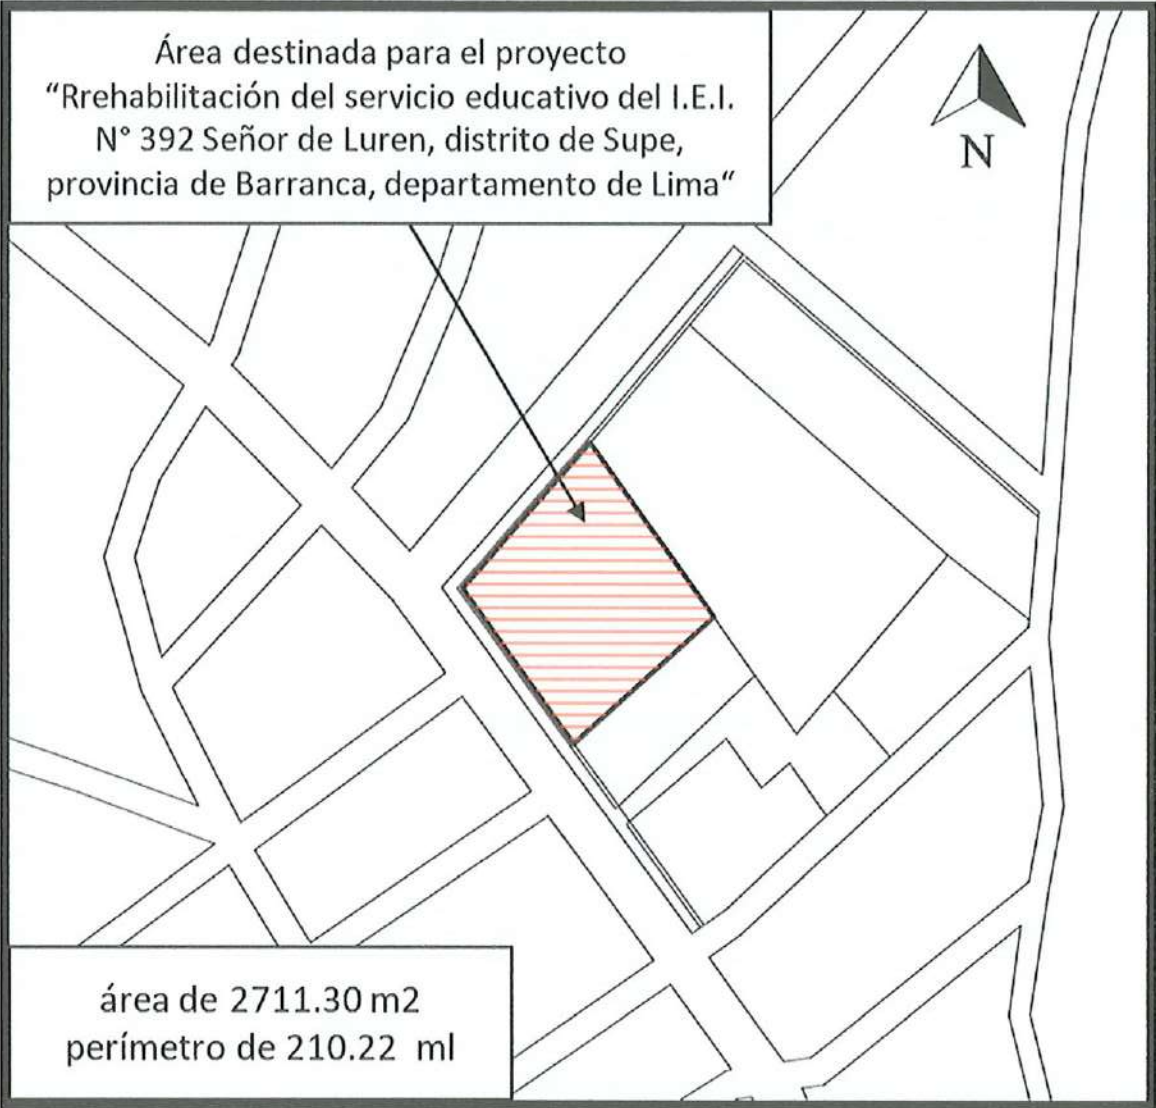 Área destinada para el proyecto
“Rrehabilitación del servicio educativo del I.E.I.
N° 392 Señor de Luren, distrito de Supe,
provincia de Barranca, departamento de Lima“
N
área de 2711.30 m2
perímetro de 210.22 ml